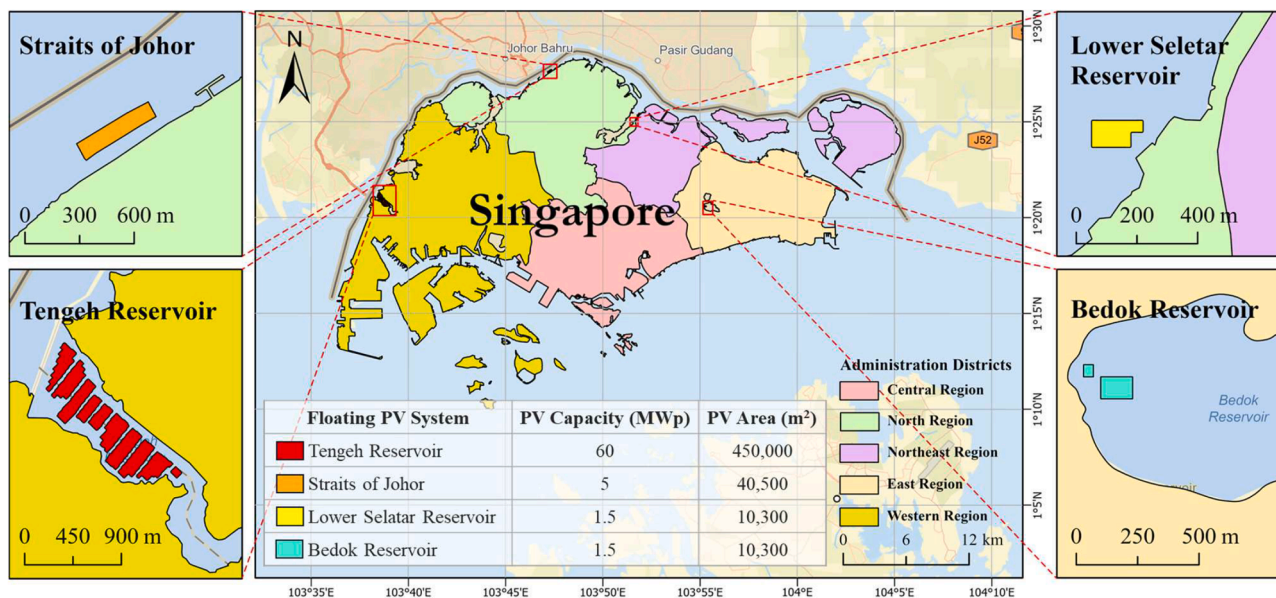 Straits of Johor
0 300 600 m
Tengeh Reservoir
0 450 900 m
N
Johor Bahru
Pasir Gudang
J52
Singapore
Administration Districts
Central Region
North Region
Northeast Region
East Region
Western Region
0 6 12 km
Floating PV System PV Capacity (MWp) PV Area (m²)
Tengeh Reservoir 60 450,000
Straits of Johor 5 40,500
Lower Selatar Reservoir 1.5 10,300
Bedok Reservoir 1.5 10,300
103°35'E 103°40'E 103°45'E 103°50'E 103°55'E 104°E 104°5'E 104°10'E
1°30'N
1°25'N
1°20'N
1°15'N
1°10'N
1°5'N
Lower Seletar
Reservoir
0 200 400 m
Bedok Reservoir
Bedok
Reservoir
0 250 500 m